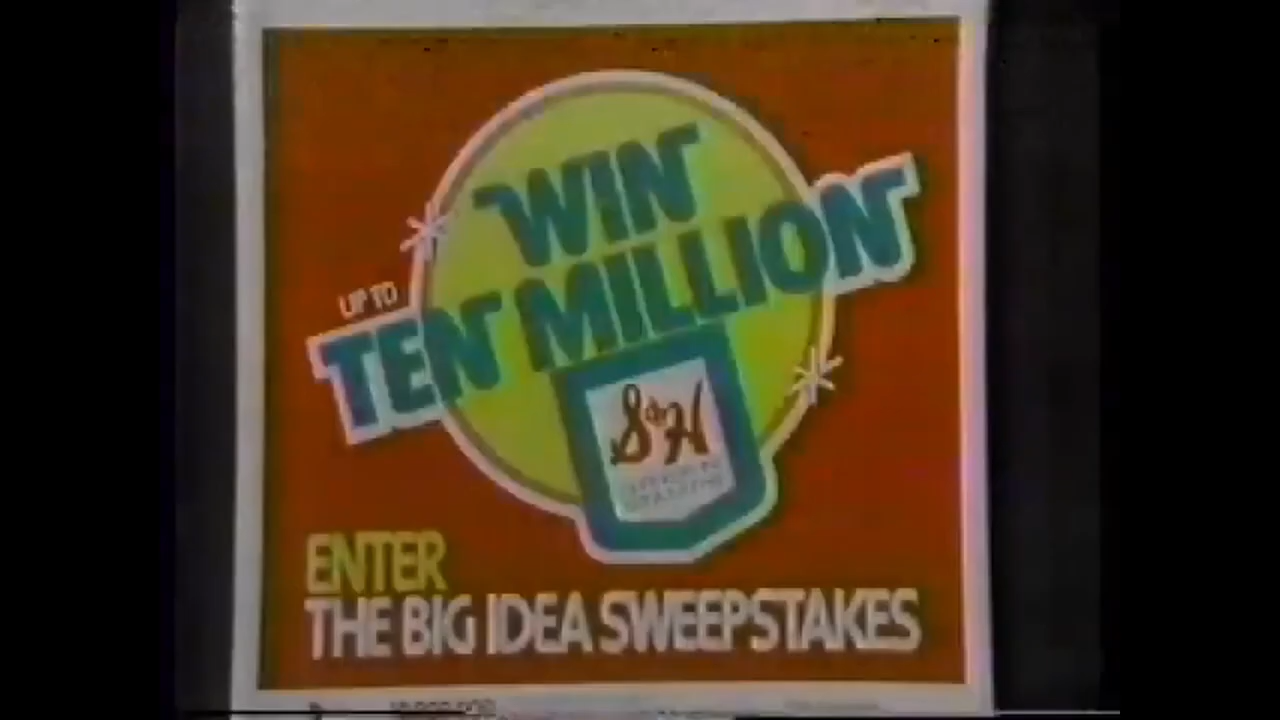 WIN
UP TO
TEN MILLION
S&H
ENTER
THE BIG IDEA SWEEPSTAKES